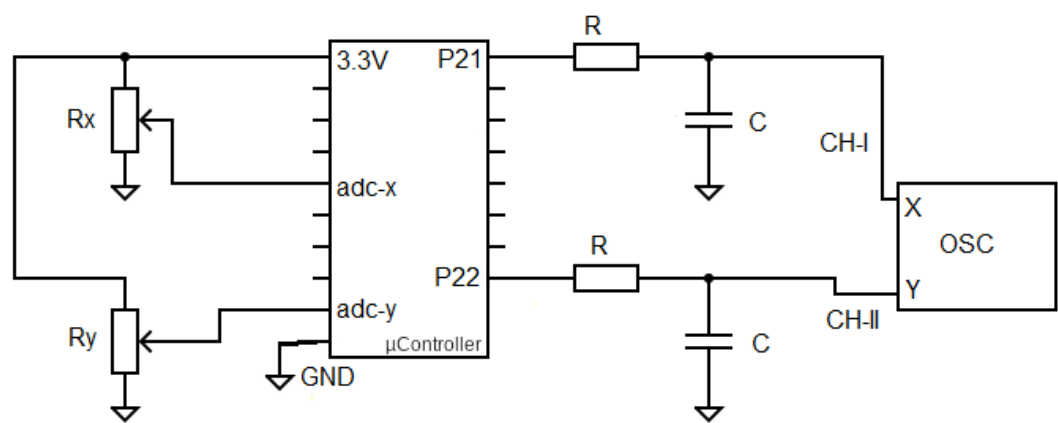 R
3.3V P21
Rx
C
CH-I
adc-x
X
OSC
R
P22
Y
adc-y
CH-II
Ry
µController
C
GND